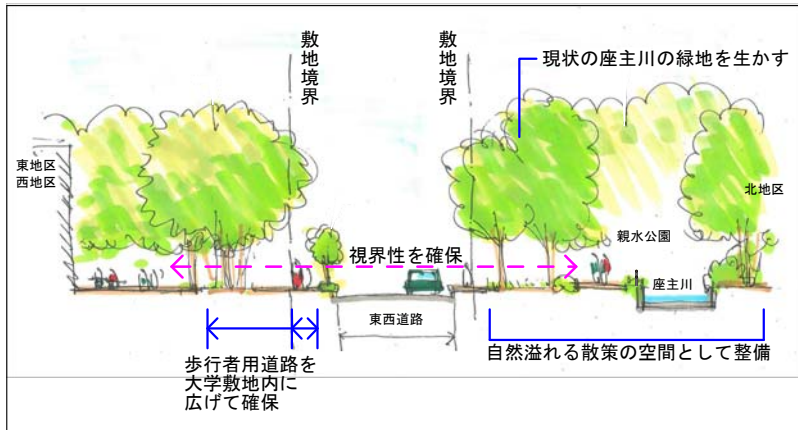 敷地境界
敷地境界
現状の座主川の緑地を生かす
東地区
西地区
北地区
親水公園
視界性を確保
座主川
東西道路
歩行者用道路を
大学敷地内に
広げて確保
自然溢れる散策の空間として整備